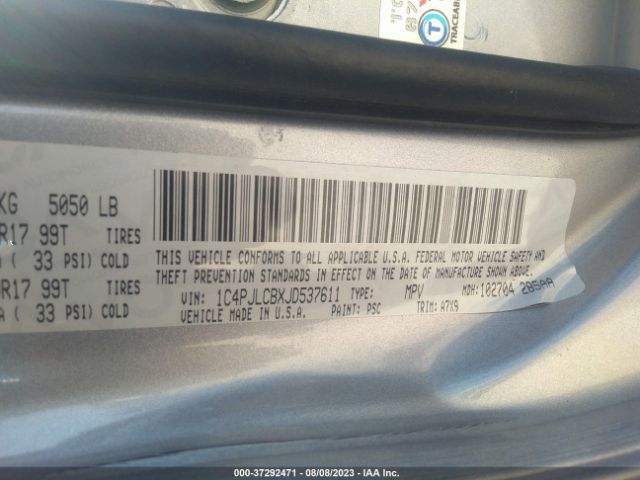 TRACEABL
KG 5050 LB
R17 99T TIRES
( 33 PSI) COLD
R17 99T TIRES
A ( 33 PSI) COLD
THIS VEHICLE CONFORMS TO ALL APPLICABLE U.S.A. FEDERAL MOTOR VEHICLE SAFETY AND
THEFT PREVENTION STANDARDS IN EFFECT ON THE DATE OF MANUFACTURE SHOWN ABOVE.
VIN: 1C4PJLCBXJD537611 TYPE: MPV MDH: 102704 285AA
VEHICLE MADE IN U.S.A. PAINT: PSC TRIM: A7X9
000-37292471 - 08/08/2023 - IAA Inc.